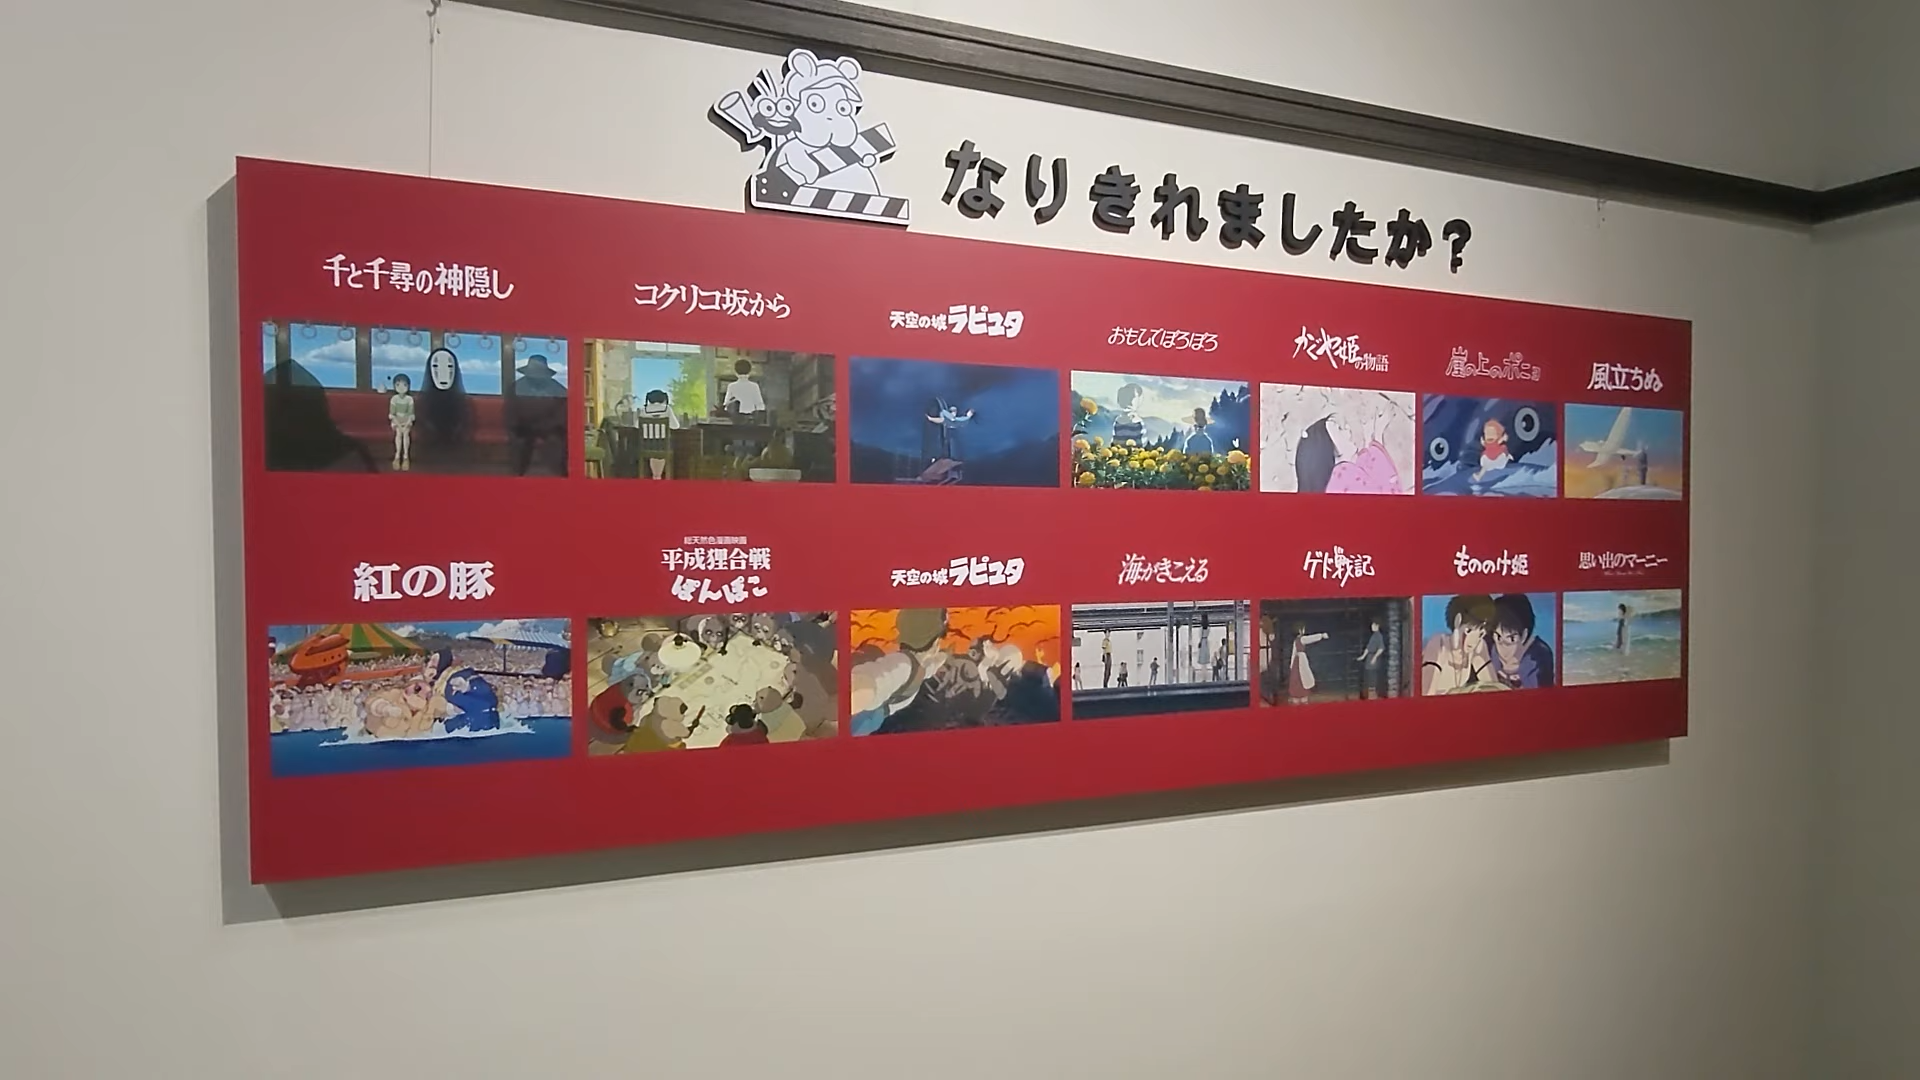 なりきれましたか?
千と千尋の神隠し
コクリコ坂から
天空の城ラピュタ
おもひでぽろぽろ
かぐや姫の物語
崖の上のポニョ
風立ちぬ
紅の豚
総天然色漫画映画
平成狸合戦
ぽんぽこ
天空の城ラピュタ
海がきこえる
ゲド戦記
もののけ姫
思い出のマーニー